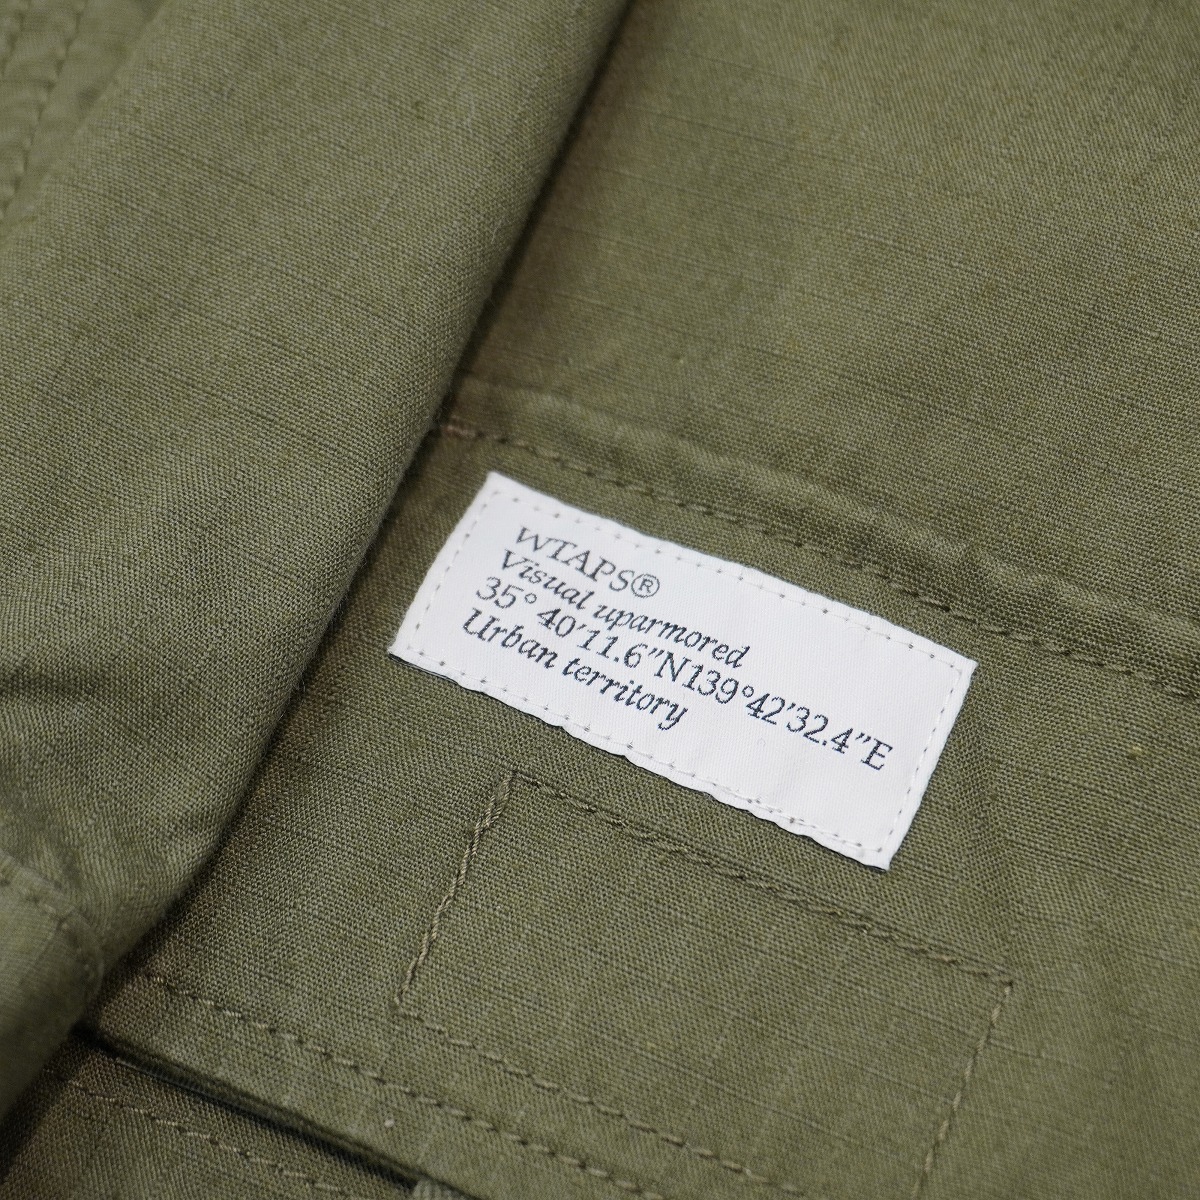 WTAPS®
Visual uparmored
35° 40′11.6″N139°42′32.4″E
Urban territory